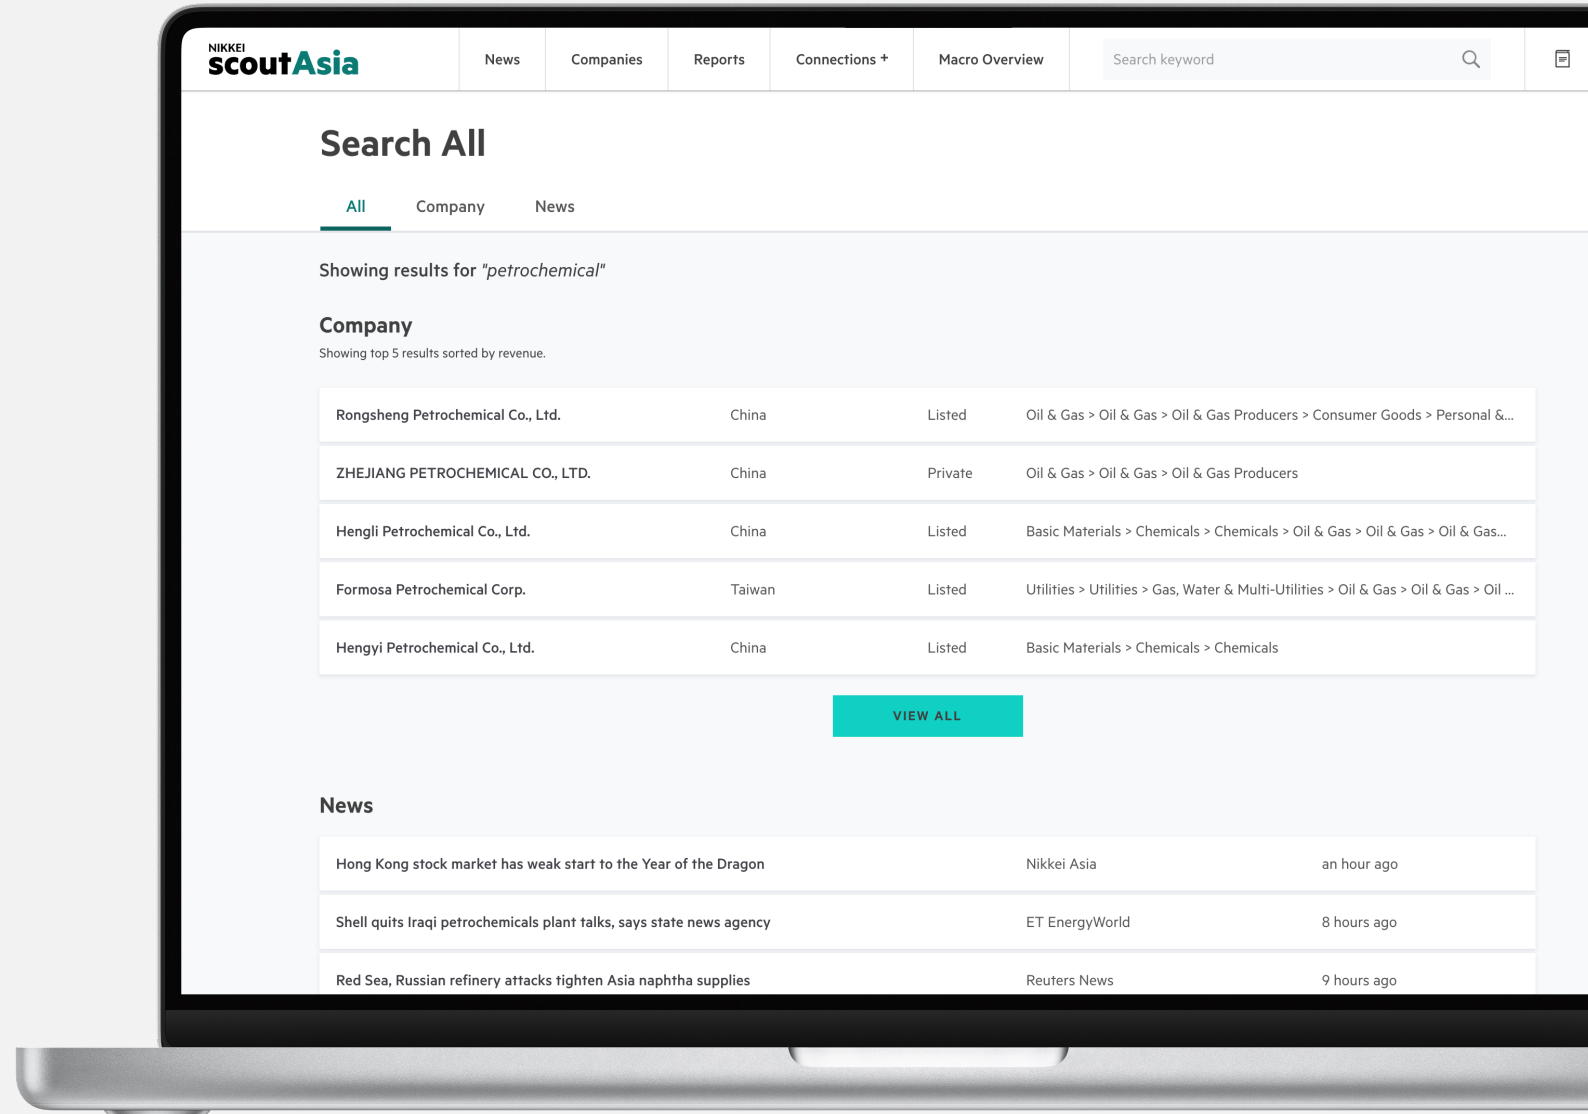 NIKKEI
scoutAsia
News
Companies
Reports
Connections +
Macro Overview
Search keyword
Search All
All
Company
News
Showing results for "petrochemical"
Company
Showing top 5 results sorted by revenue.
Rongsheng Petrochemical Co., Ltd. China Listed Oil & Gas > Oil & Gas > Oil & Gas Producers > Consumer Goods > Personal &...
ZHEJIANG PETROCHEMICAL CO., LTD. China Private Oil & Gas > Oil & Gas > Oil & Gas Producers
Hengli Petrochemical Co., Ltd. China Listed Basic Materials > Chemicals > Chemicals > Oil & Gas > Oil & Gas > Oil & Gas...
Formosa Petrochemical Corp. Taiwan Listed Utilities > Utilities > Gas, Water & Multi-Utilities > Oil & Gas > Oil & Gas > Oil ...
Hengyi Petrochemical Co., Ltd. China Listed Basic Materials > Chemicals > Chemicals
VIEW ALL
News
Hong Kong stock market has weak start to the Year of the Dragon Nikkei Asia an hour ago
Shell quits Iraqi petrochemicals plant talks, says state news agency ET EnergyWorld 8 hours ago
Red Sea, Russian refinery attacks tighten Asia naphtha supplies Reuters News 9 hours ago